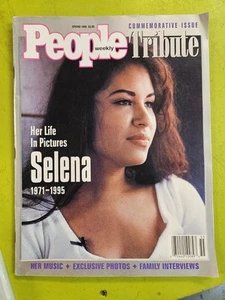 COMMEMORATIVE ISSUE
People weekly Tribute
Her Life
In Pictures
Selena
1971–1995
HER MUSIC • EXCLUSIVE PHOTOS • FAMILY INTERVIEWS